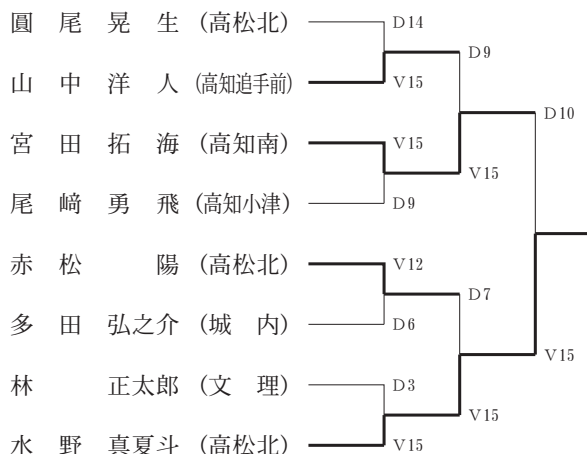 圓尾晃生（高松北）
D14
D9
山中洋人（高知追手前）
V15
D10
宮田拓海（高知南）
V15
V15
尾﨑勇飛（高知小津）
D9
赤松陽（高松北）
V12
D7
多田弘之介（城内）
D6
V15
林正太郎（文理）
D3
V15
水野真夏斗（高松北）
V15